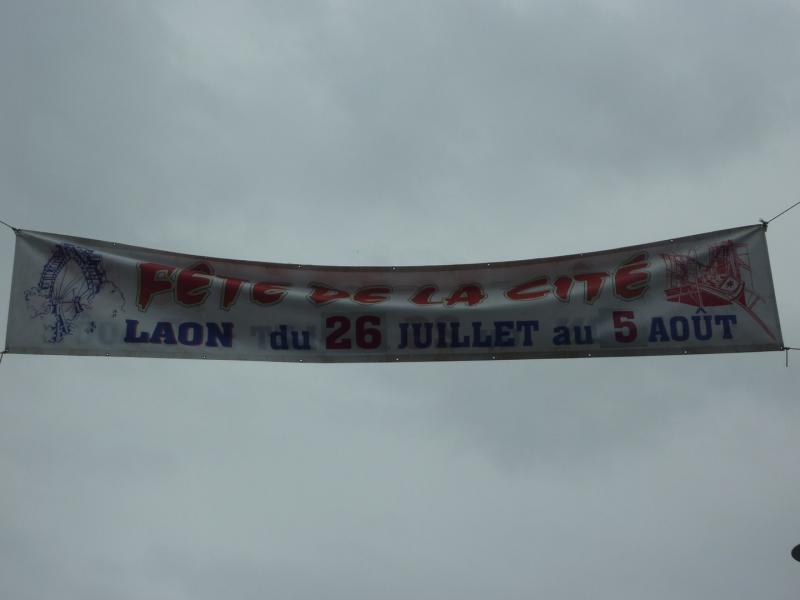 FÊTE DE LA CITÉ
LAON du 26 JUILLET au 5 AOÛT